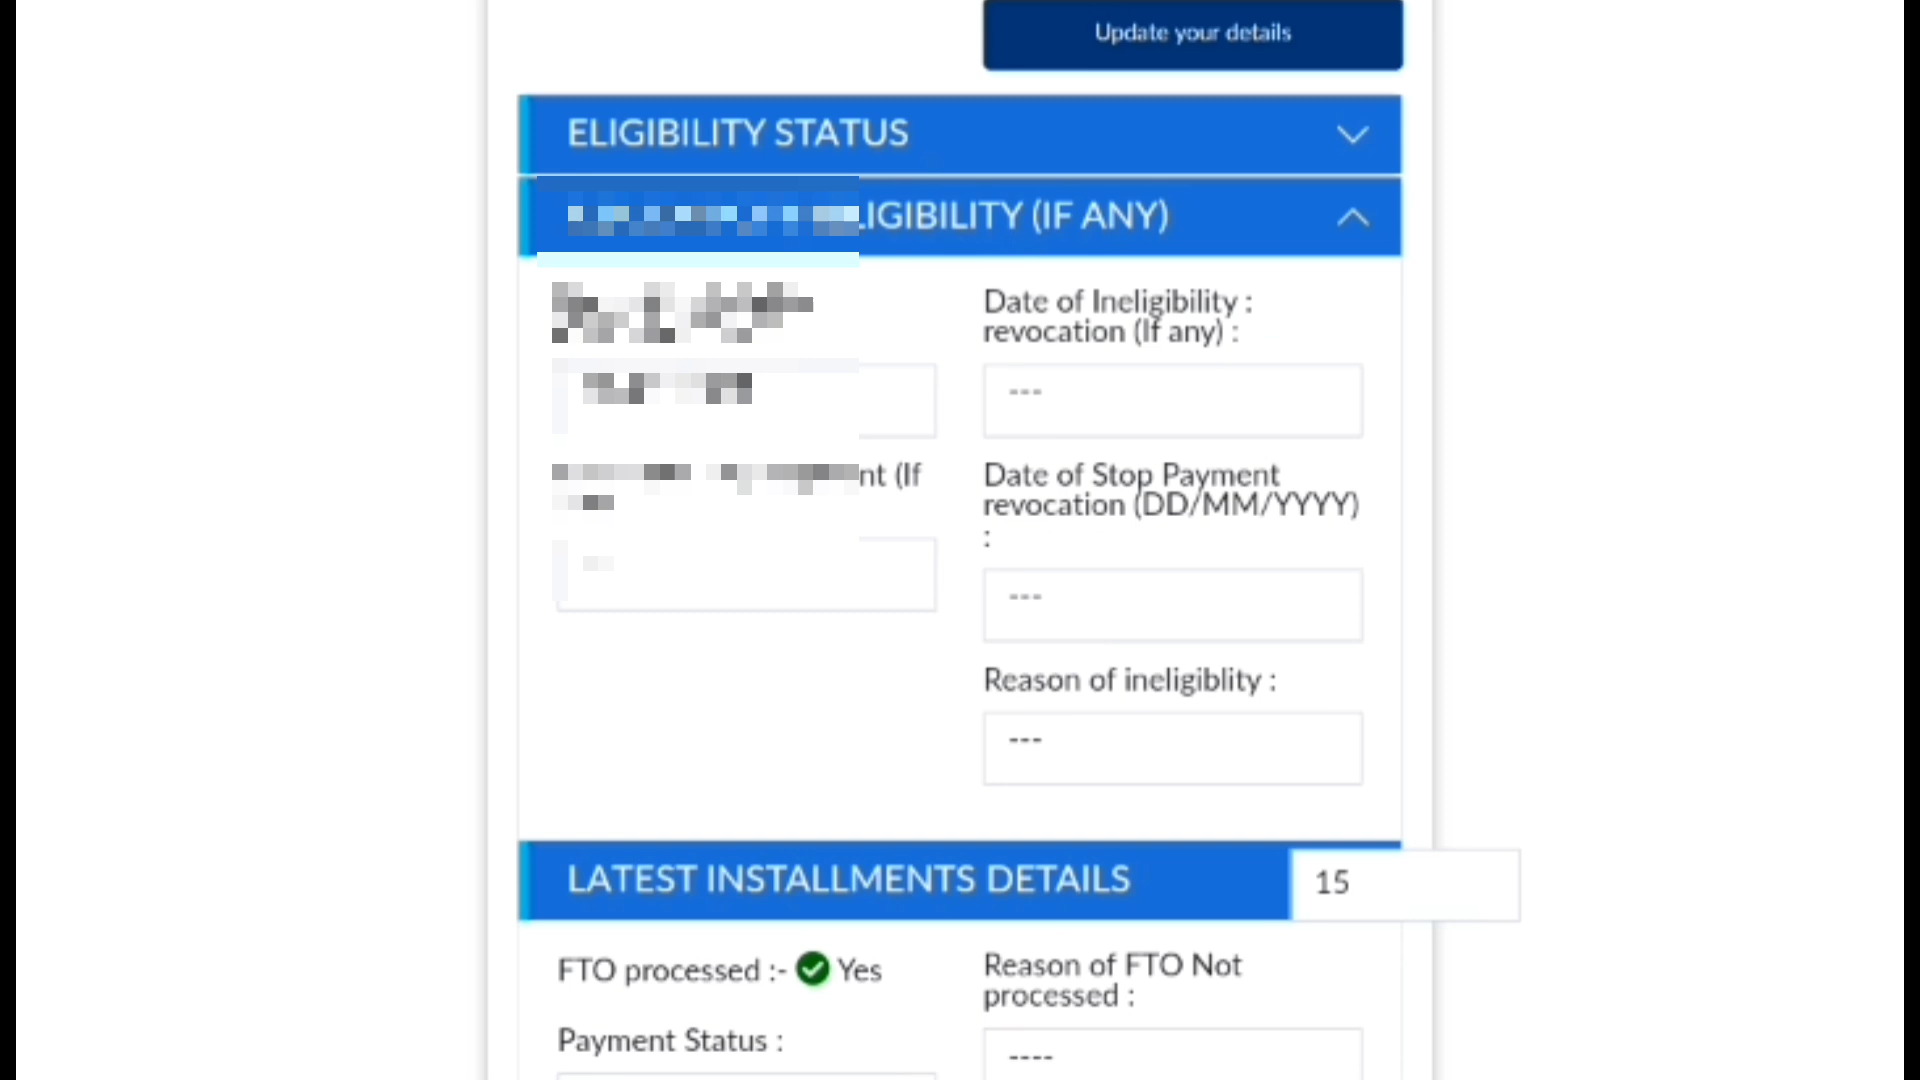 Update your details
ELIGIBILITY STATUS
LIGIBILITY (IF ANY)
Date of Ineligibility :
revocation (If any) :
---
nt (If
Date of Stop Payment
revocation (DD/MM/YYYY)
:
---
Reason of ineligiblity :
---
LATEST INSTALLMENTS DETAILS
15
FTO processed :- Yes
Reason of FTO Not
processed :
Payment Status :
----